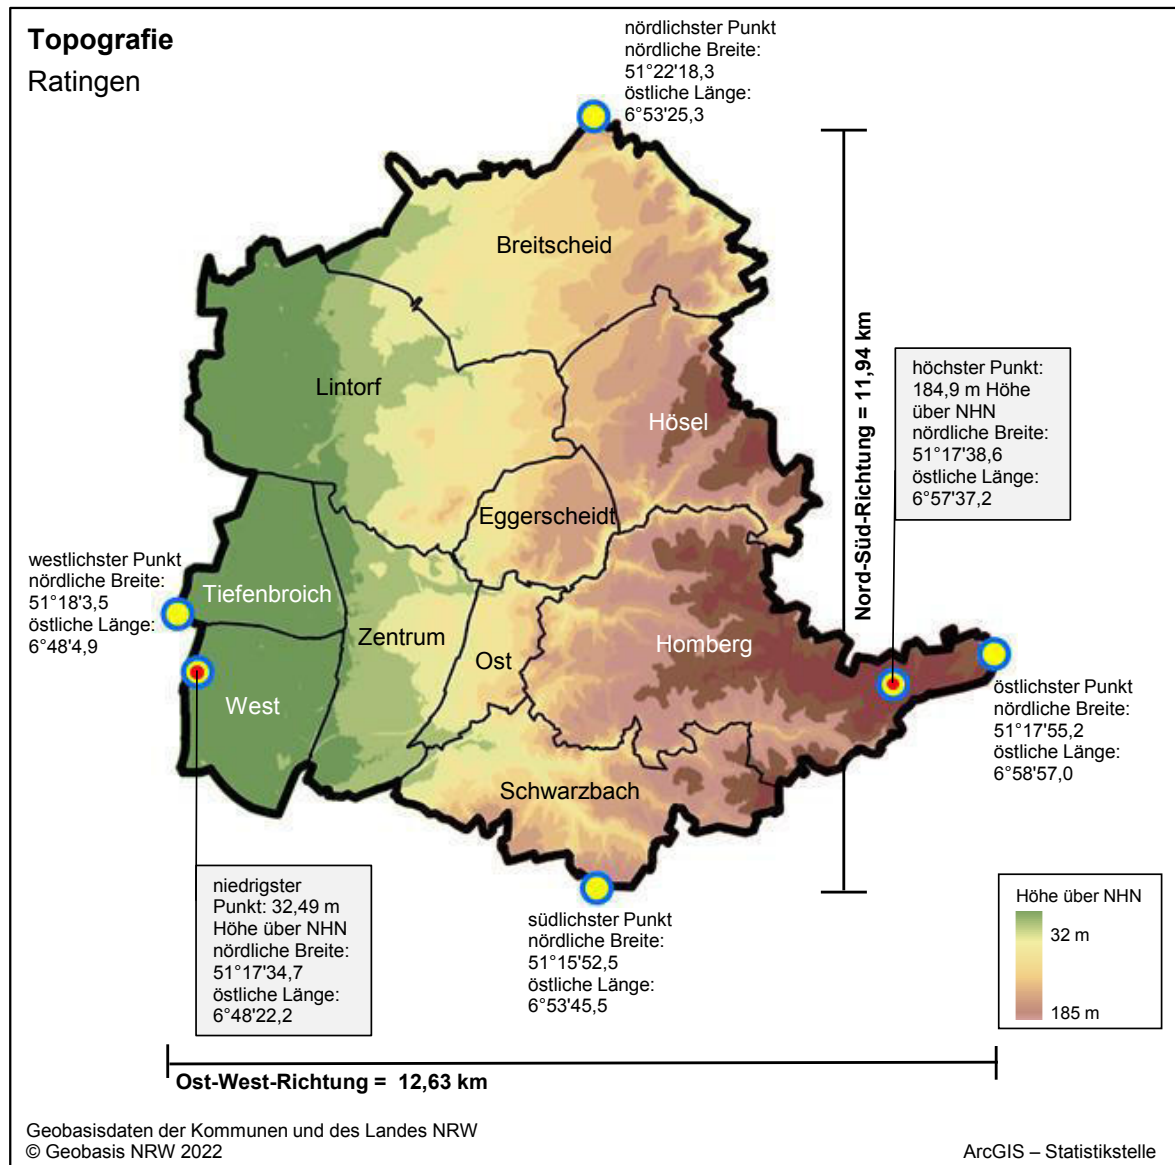 Topografie
Ratingen
nördlichster Punkt
nördliche Breite:
51°22'18,3
östliche Länge:
6°53'25,3
Breitscheid
Lintorf
Hösel
Eggerscheidt
Tiefenbroich
Zentrum
Ost
Homberg
West
Schwarzbach
Nord-Süd-Richtung = 11,94 km
höchster Punkt:
184,9 m Höhe
über NHN
nördliche Breite:
51°17'38,6
östliche Länge:
6°57'37,2
westlichster Punkt
nördliche Breite:
51°18'3,5
östliche Länge:
6°48'4,9
östlichster Punkt
nördliche Breite:
51°17'55,2
östliche Länge:
6°58'57,0
niedrigster
Punkt: 32,49 m
Höhe über NHN
nördliche Breite:
51°17'34,7
östliche Länge:
6°48'22,2
südlichster Punkt
nördliche Breite:
51°15'52,5
östliche Länge:
6°53'45,5
Höhe über NHN
32 m
185 m
Ost-West-Richtung = 12,63 km
Geobasisdaten der Kommunen und des Landes NRW
© Geobasis NRW 2022
ArcGIS – Statistikstelle